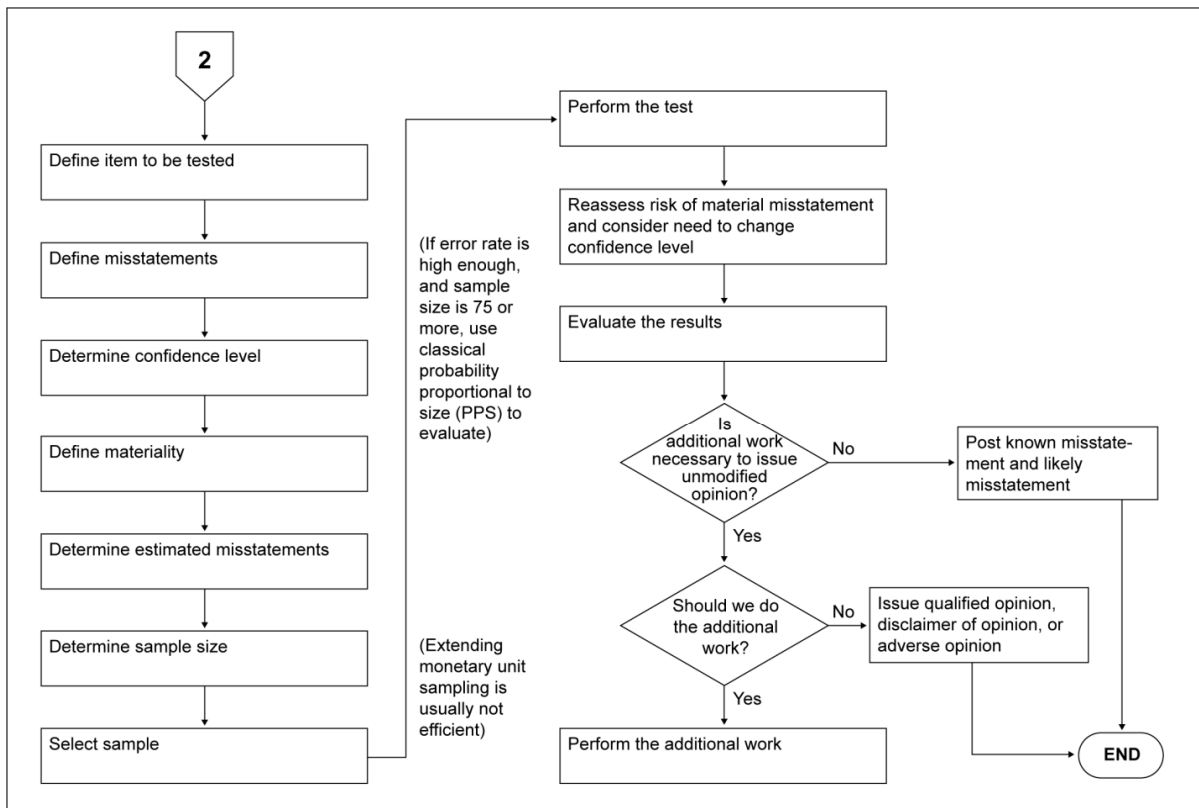 2
Define item to be tested
Define misstatements
Determine confidence level
Define materiality
Determine estimated misstatements
Determine sample size
Select sample
(If error rate is
high enough,
and sample
size is 75 or
more, use
classical
probability
proportional to
size (PPS) to
evaluate)
(Extending
monetary unit
sampling is
usually not
efficient)
Perform the test
Reassess risk of material misstatement
and consider need to change
confidence level
Evaluate the results
Is
additional work
necessary to issue
unmodified
opinion?
No
Post known misstate-
ment and likely
misstatement
Yes
Should we do
the additional
work?
No
Issue qualified opinion,
disclaimer of opinion, or
adverse opinion
Yes
Perform the additional work
END